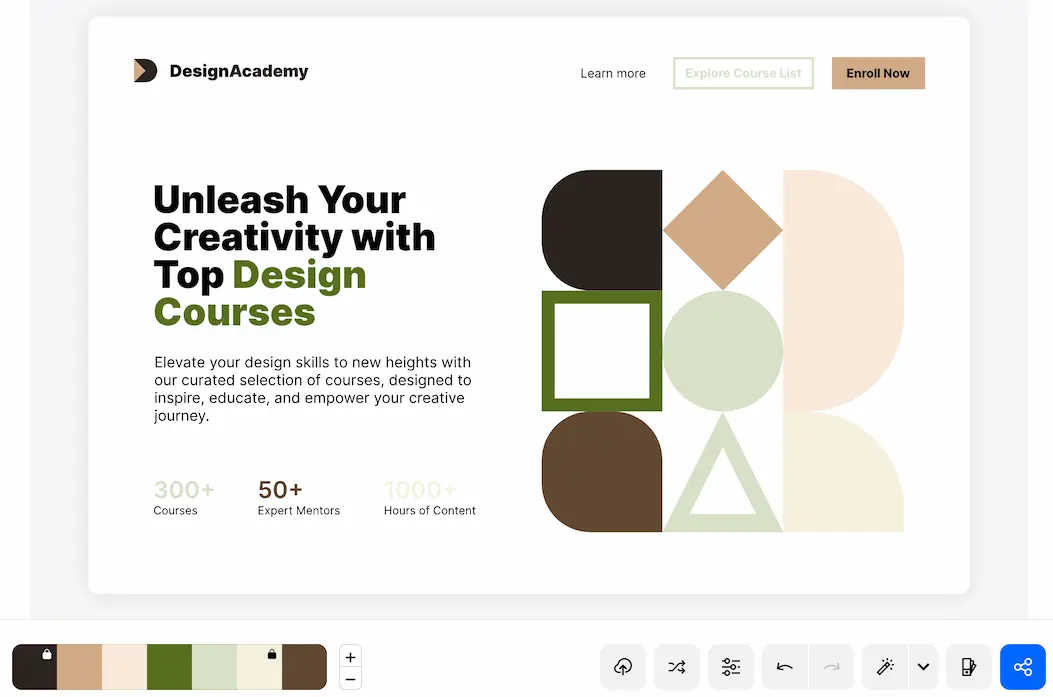 DesignAcademy
Learn more
Explore Course List
Enroll Now
Unleash Your
Creativity with
Top Design
Courses
Elevate your design skills to new heights with
our curated selection of courses, designed to
inspire, educate, and empower your creative
journey.
300+
Courses
50+
Expert Mentors
1000+
Hours of Content